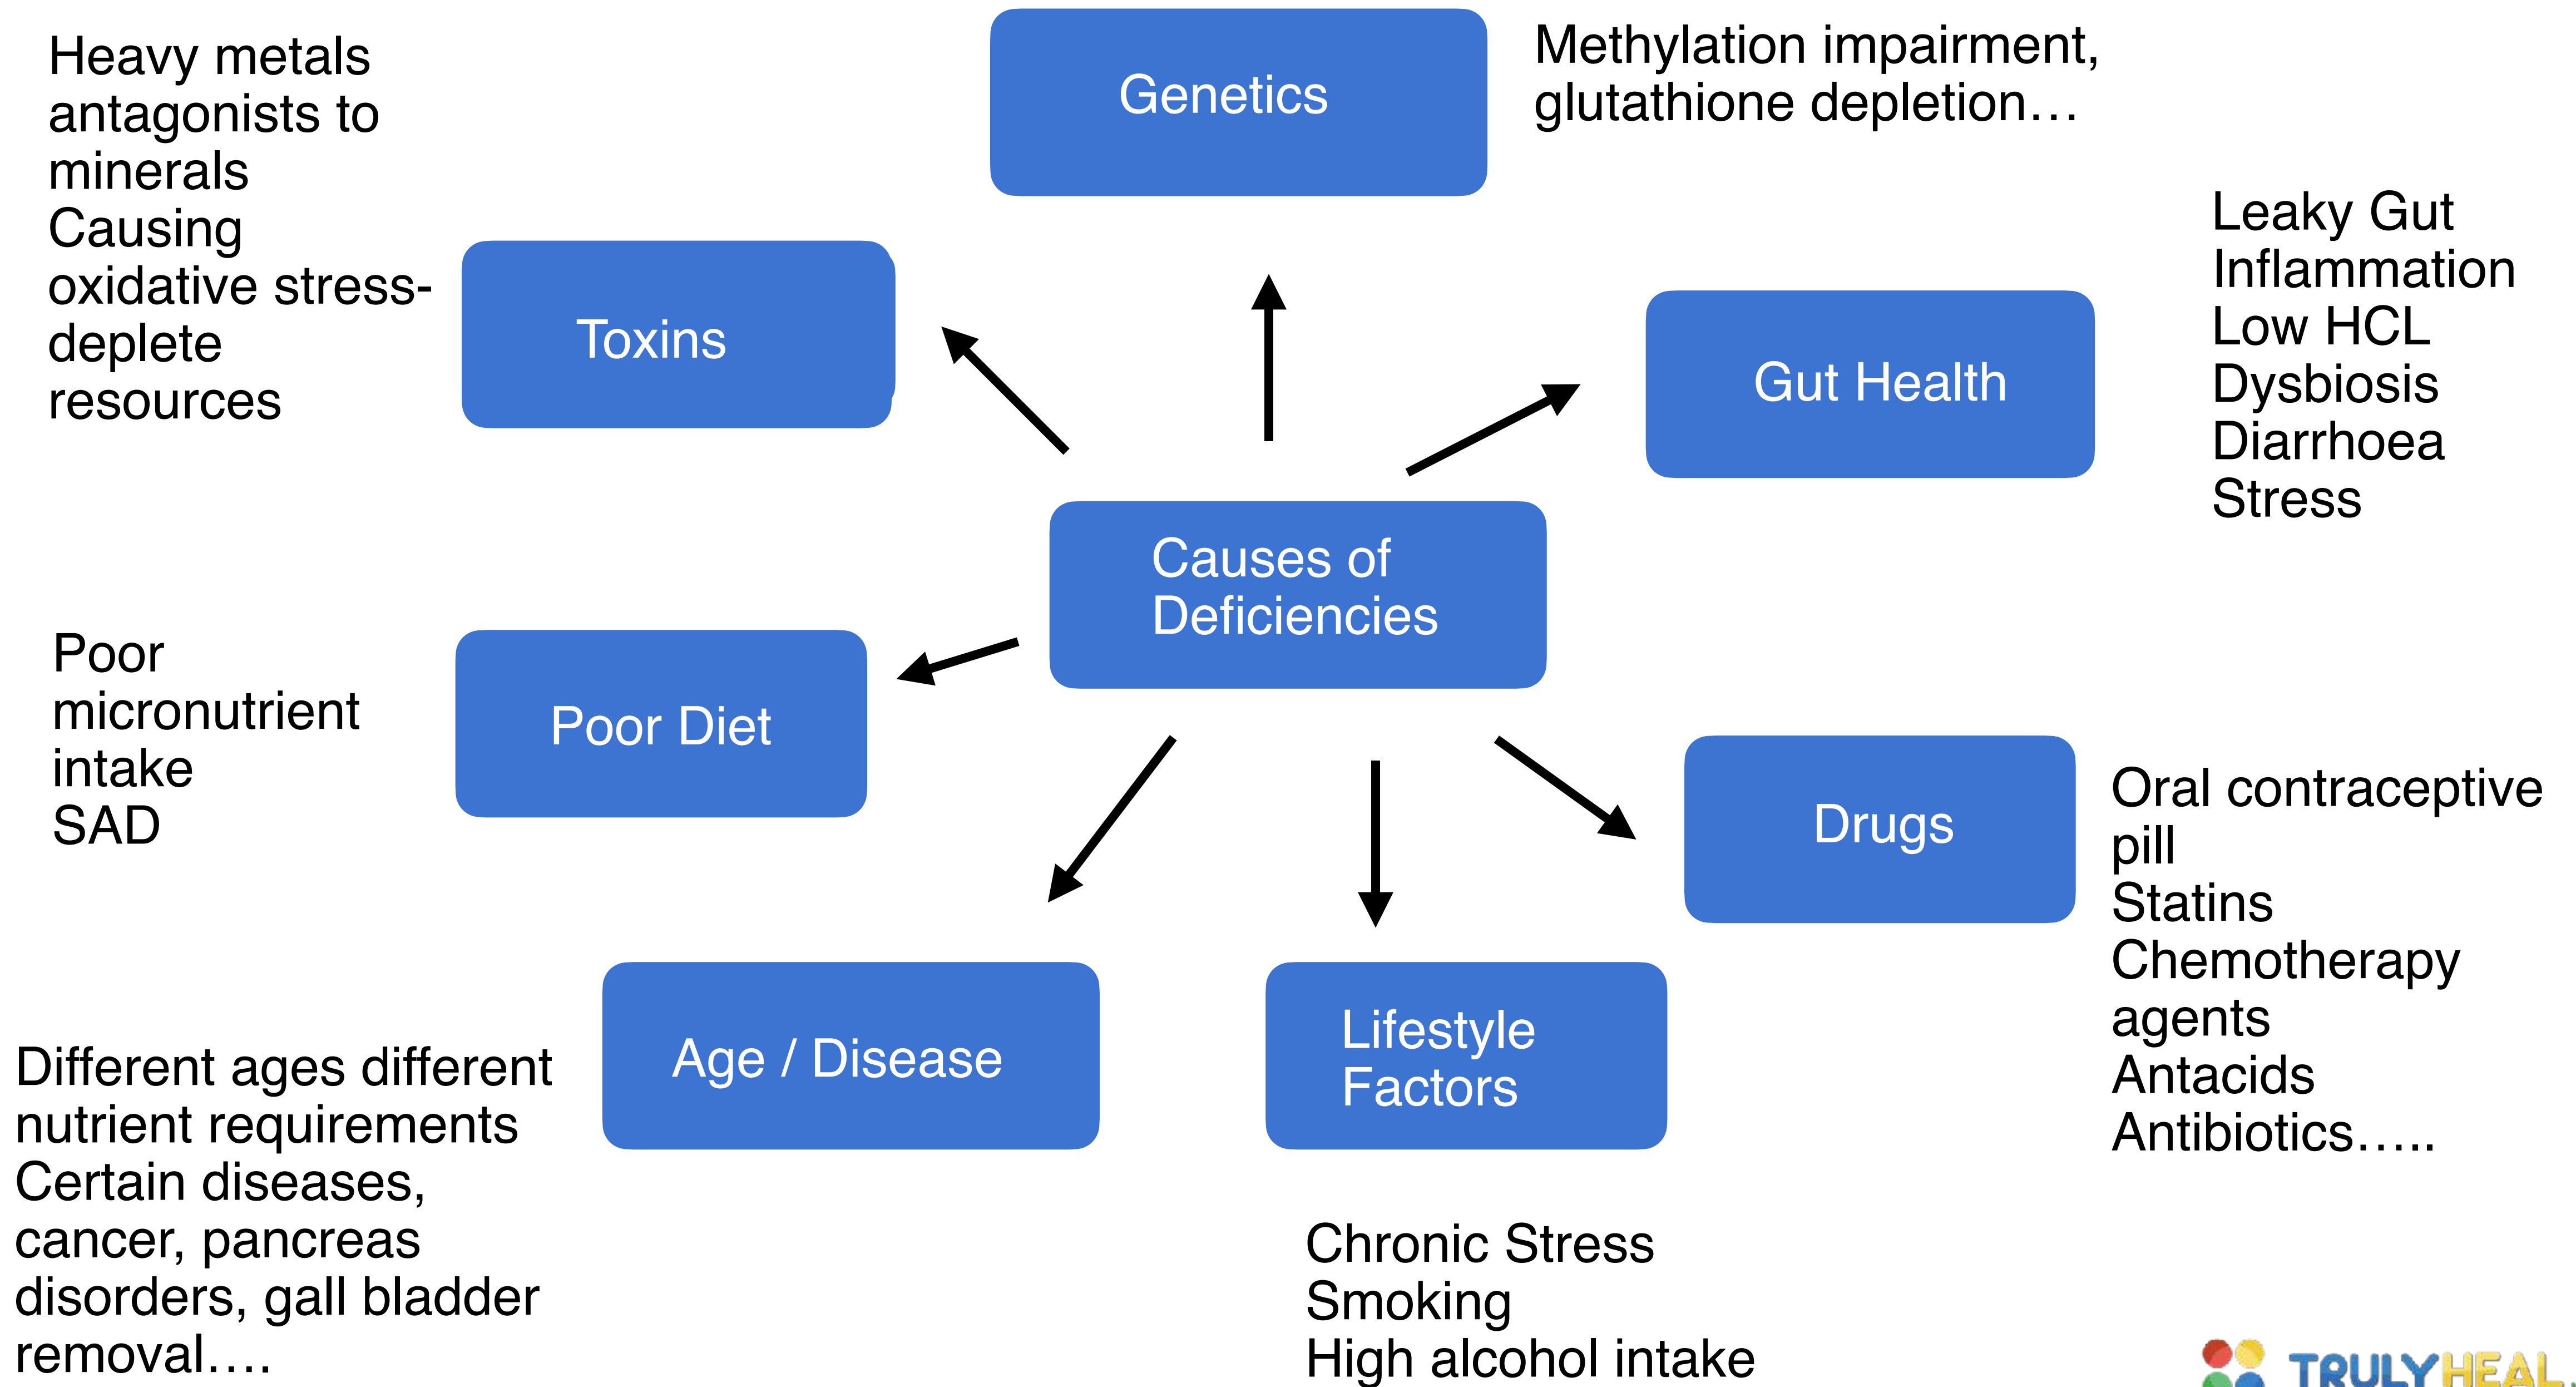 Genetics
Methylation impairment,
glutathione depletion…
Heavy metals
antagonists to
minerals
Causing
oxidative stress-
deplete
resources
Toxins
Gut Health
Leaky Gut
Inflammation
Low HCL
Dysbiosis
Diarrhoea
Stress
Causes of
Deficiencies
Poor
micronutrient
intake
SAD
Poor Diet
Drugs
Oral contraceptive
pill
Statins
Chemotherapy
agents
Antacids
Antibiotics…..
Different ages different
nutrient requirements
Certain diseases,
cancer, pancreas
disorders, gall bladder
removal….
Age / Disease
Lifestyle
Factors
Chronic Stress
Smoking
High alcohol intake
TRULYHEAL